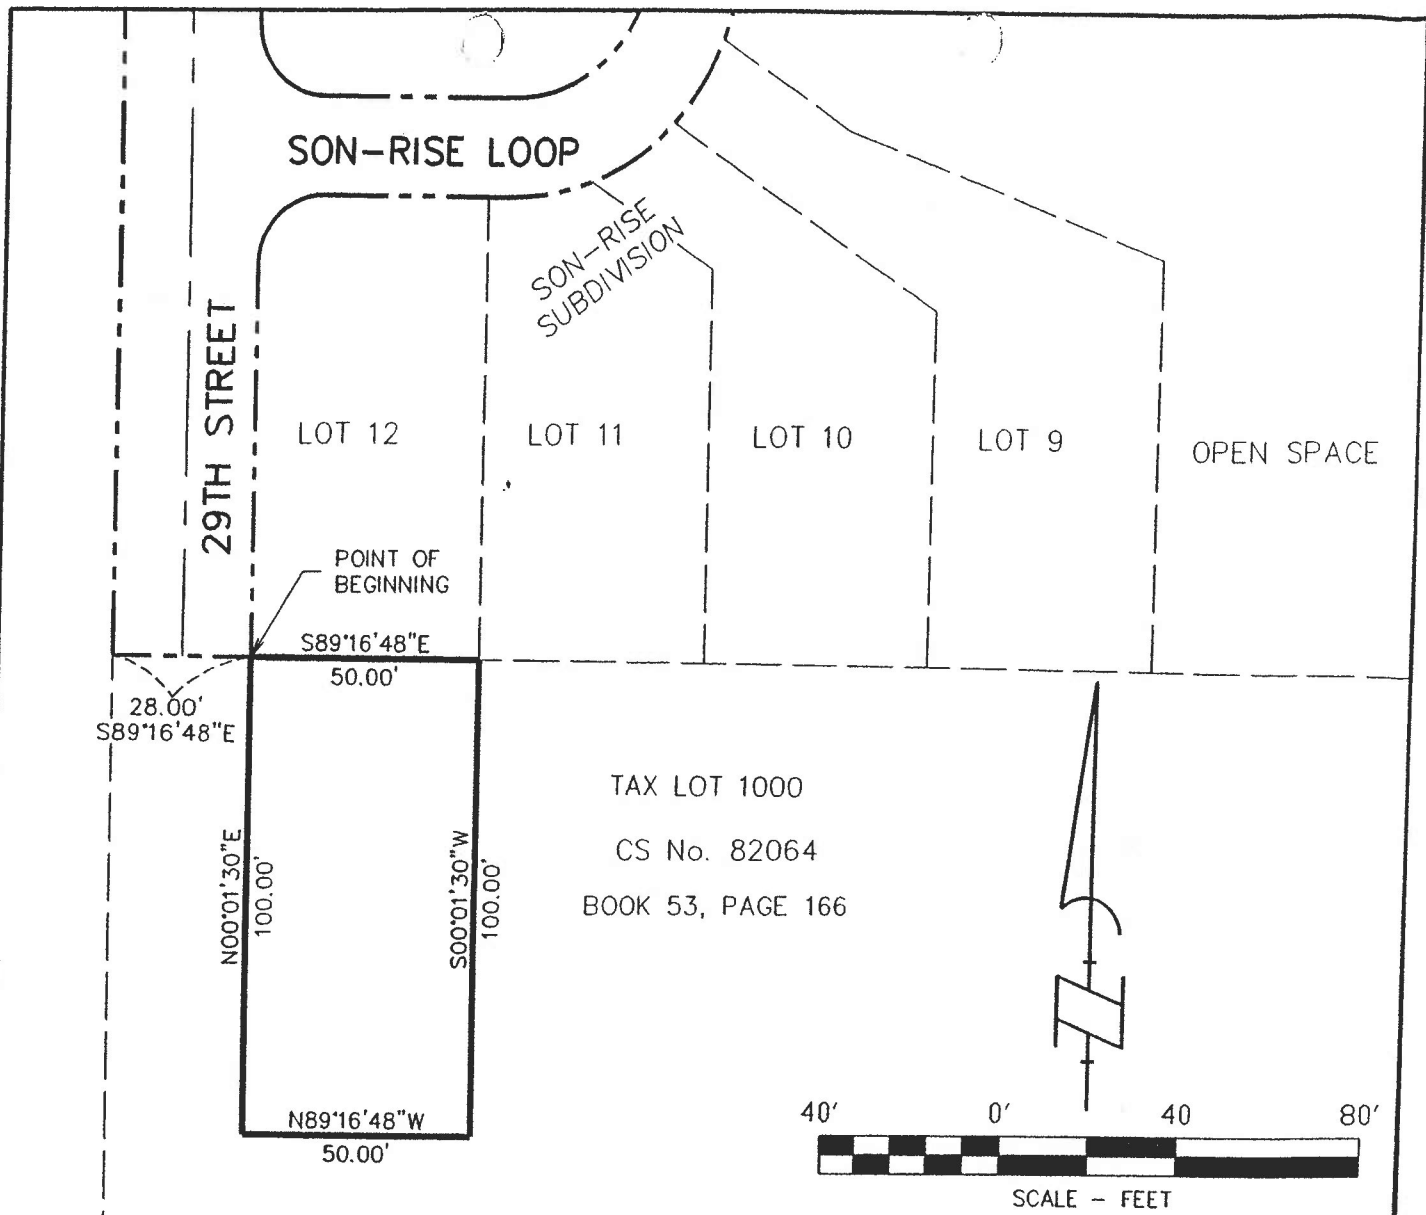 SON-RISE LOOP
SON-RISE
SUBDIVISION
29TH STREET
LOT 12
LOT 11
LOT 10
LOT 9
OPEN SPACE
POINT OF
BEGINNING
S89°16'48"E
50.00'
28.00'
S89°16'48"E
N00°01'30"E
100.00'
S00°01'30"W
100.00'
TAX LOT 1000
CS No. 82064
BOOK 53, PAGE 166
N89°16'48"W
50.00'
40' 0' 40 80'
SCALE - FEET